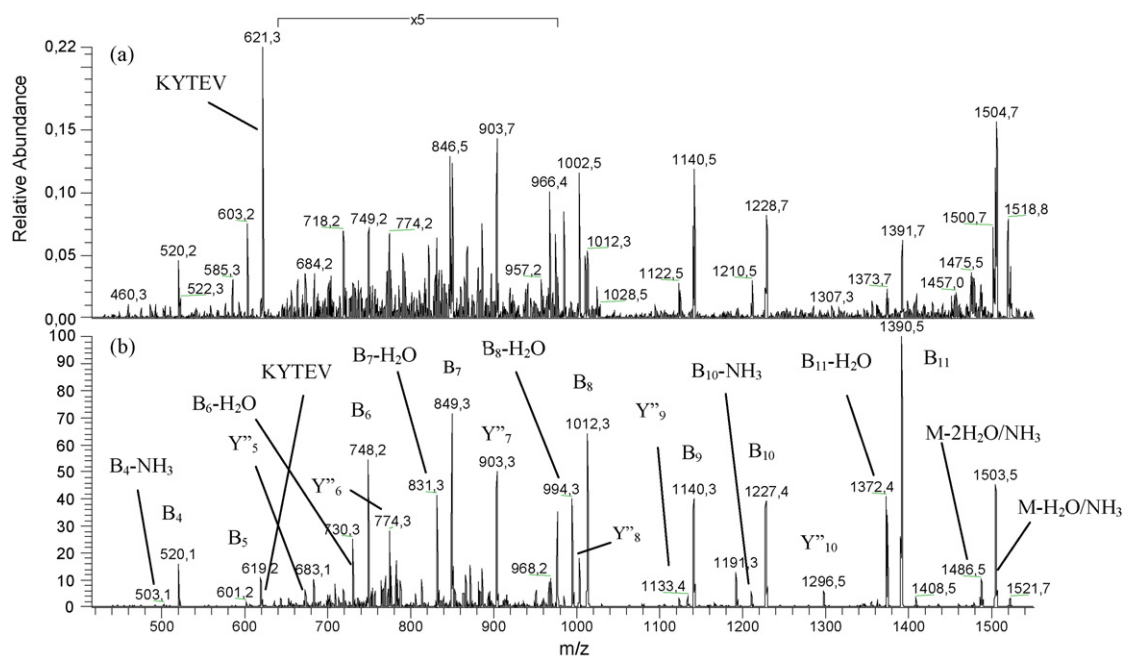 x5
(a)
Relative Abundance
0,22
0,15
0,05
0,00
KYTEV
460,3
520,2
522,3
585,3
603,2
621,3
684,2
718,2
749,2
774,2
846,5
903,7
957,2
966,4
1002,5
1012,3
1028,5
1122,5
1140,5
1210,5
1228,7
1307,3
1373,7
1391,7
1457,0
1475,5
1500,7
1504,7
1518,8
(b)
100
90
80
70
60
50
40
30
20
10
0
B₄-NH₃
503,1
B₄
520,1
B₅
601,2
619,2
KYTEV
Y”₅
683,1
B₆-H₂O
730,3
B₆
748,2
Y”₆
774,3
B₇-H₂O
831,3
B₇
849,3
Y”₇
903,3
968,2
B₈-H₂O
994,3
Y”₈
B₈
1012,3
Y”₉
1133,4
B₉
1140,3
B₁₀-NH₃
1191,3
B₁₀
1227,4
Y”₁₀
1296,5
B₁₁-H₂O
1372,4
1390,5
B₁₁
1408,5
M-2H₂O/NH₃
1486,5
1503,5
M-H₂O/NH₃
1521,7
500 600 700 800 900 1000 1100 1200 1300 1400 1500
m/z